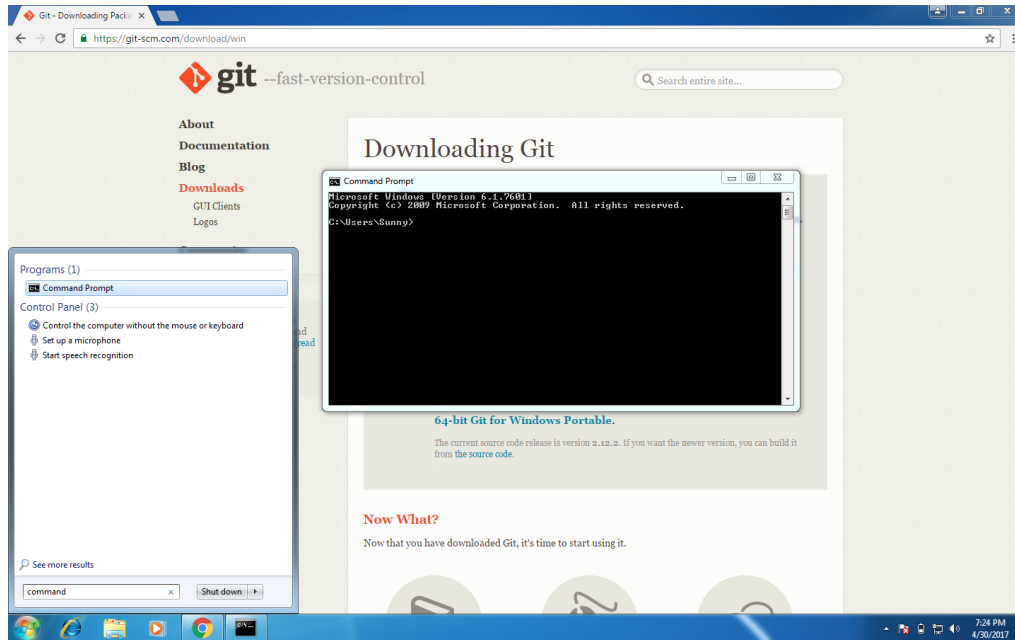 Git - Downloading Packa
https://git-scm.com/download/win
git --fast-version-control
Search entire site...
About
Documentation
Blog
Downloads
GUI Clients
Logos
Downloading Git
Command Prompt
Microsoft Windows [Version 6.1.7601]
Copyright (c) 2009 Microsoft Corporation. All rights reserved.
C:\Users\Sunny>
Programs (1)
Command Prompt
Control Panel (3)
Control the computer without the mouse or keyboard
Set up a microphone
Start speech recognition
See more results
command
Shut down
read
64-bit Git for Windows Portable.
The current source code release is version 2.12.2. If you want the newer version, you can build it
from the source code.
Now What?
Now that you have downloaded Git, it's time to start using it.
7:24 PM
4/30/2017